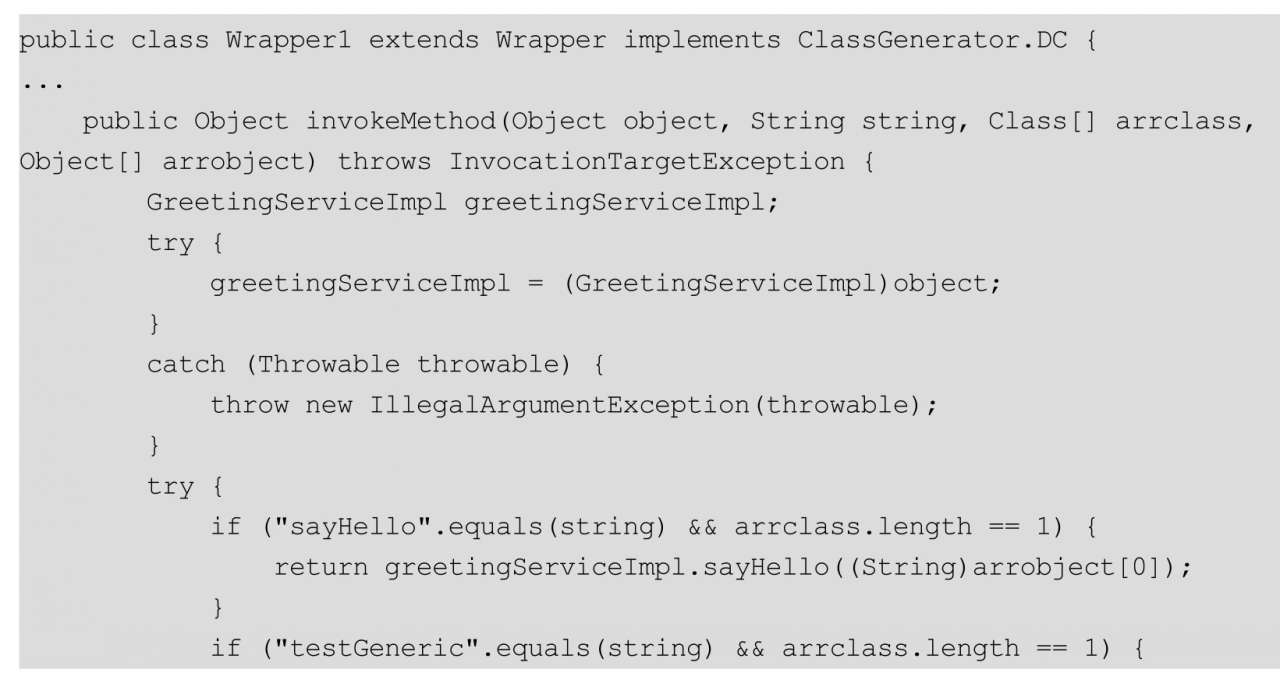 public class Wrapper1 extends Wrapper implements ClassGenerator.DC {
...
    public Object invokeMethod(Object object, String string, Class[] arrclass,
Object[] arrobject) throws InvocationTargetException {
        GreetingServiceImpl greetingServiceImpl;
        try {
            greetingServiceImpl = (GreetingServiceImpl)object;
        }
        catch (Throwable throwable) {
            throw new IllegalArgumentException(throwable);
        }
        try {
            if ("sayHello".equals(string) && arrclass.length == 1) {
                return greetingServiceImpl.sayHello((String)arrobject[0]);
            }
            if ("testGeneric".equals(string) && arrclass.length == 1) {